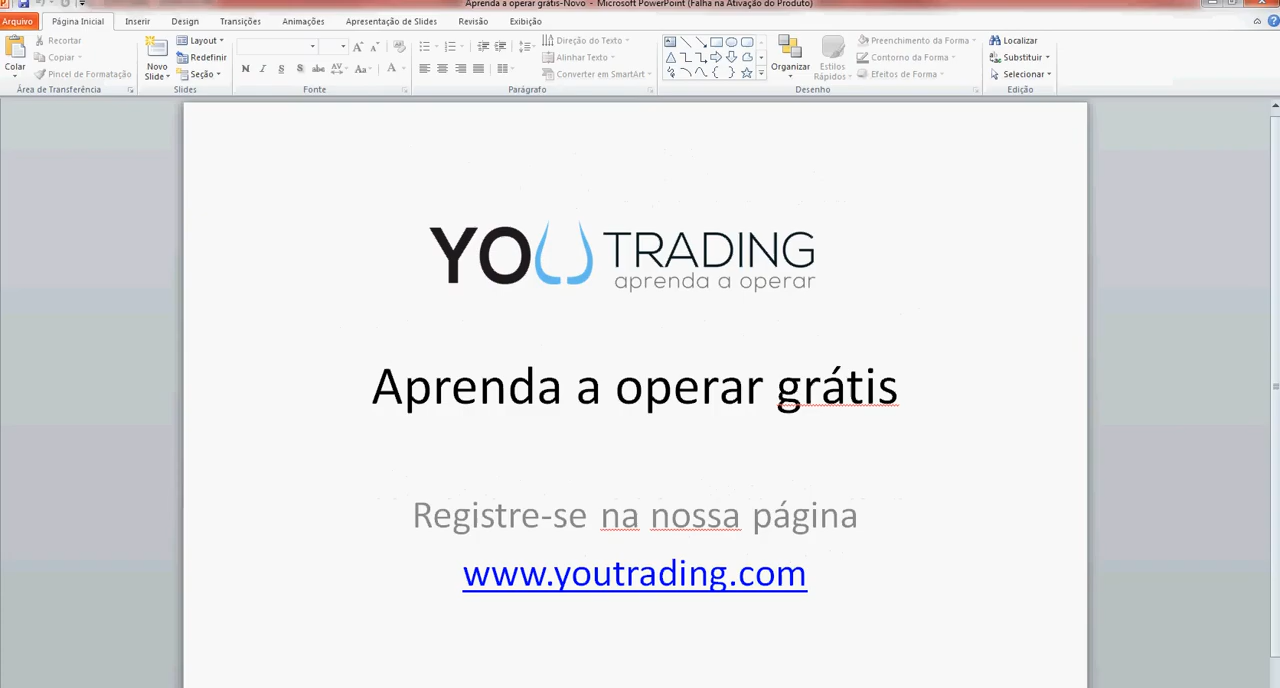 Aprenda a operar grátis-Novo - Microsoft PowerPoint (Falha na Ativação do Produto)
Arquivo Página Inicial Inserir Design Transições Animações Apresentação de Slides Revisão Exibição
Colar
Recortar
Copiar
Pincel de Formatação
Área de Transferência
Novo
Slide
Layout
Redefinir
Seção
Slides
N I S S abc AV Aa A
Fonte
Direção do Texto
Alinhar Texto
Converter em SmartArt
Parágrafo
Organizar
Estilos
Rápidos
Preenchimento da Forma
Contorno da Forma
Efeitos de Forma
Desenho
Localizar
Substituir
Selecionar
Edição
YOU TRADING
aprenda a operar
Aprenda a operar grátis
Registre-se na nossa página
www.youtrading.com